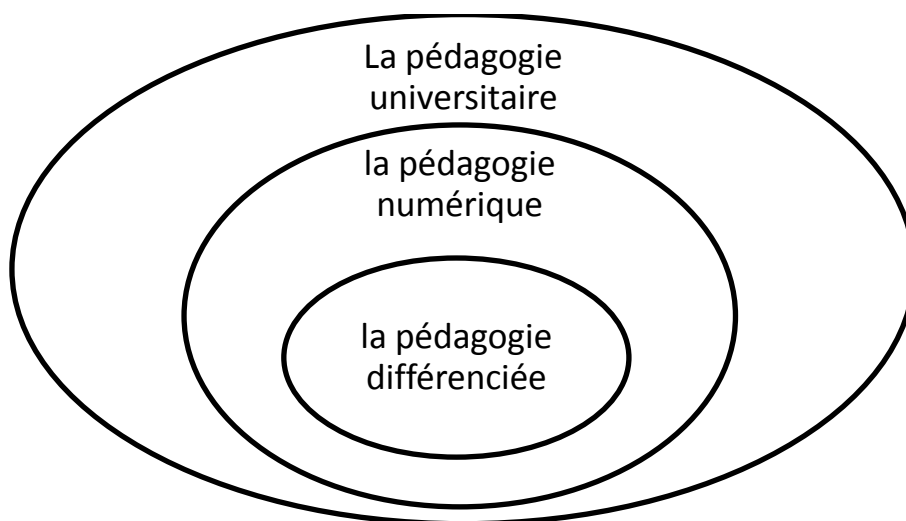 La pédagogie
universitaire
la pédagogie
numérique
la pédagogie
différenciée